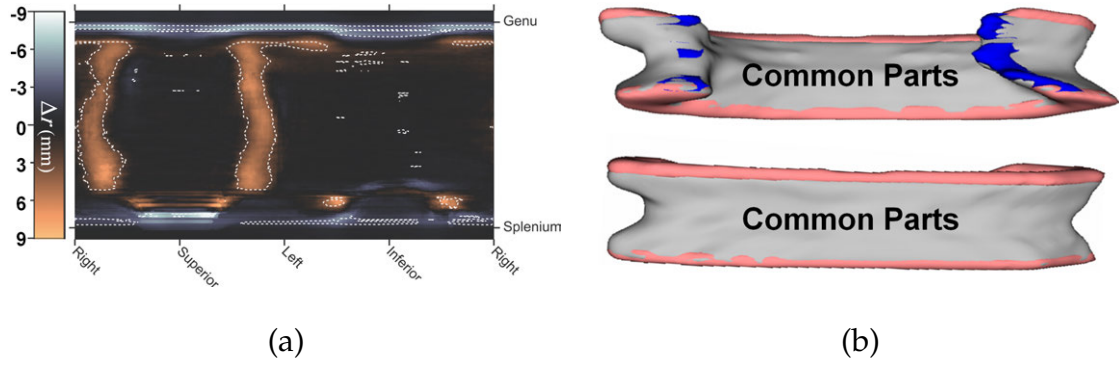 -9
-6
-3
0
3
6
9
Δr (mm)
Genu
Splenium
Right
Superior
Left
Inferior
Right
(a)
Common Parts
Common Parts
(b)